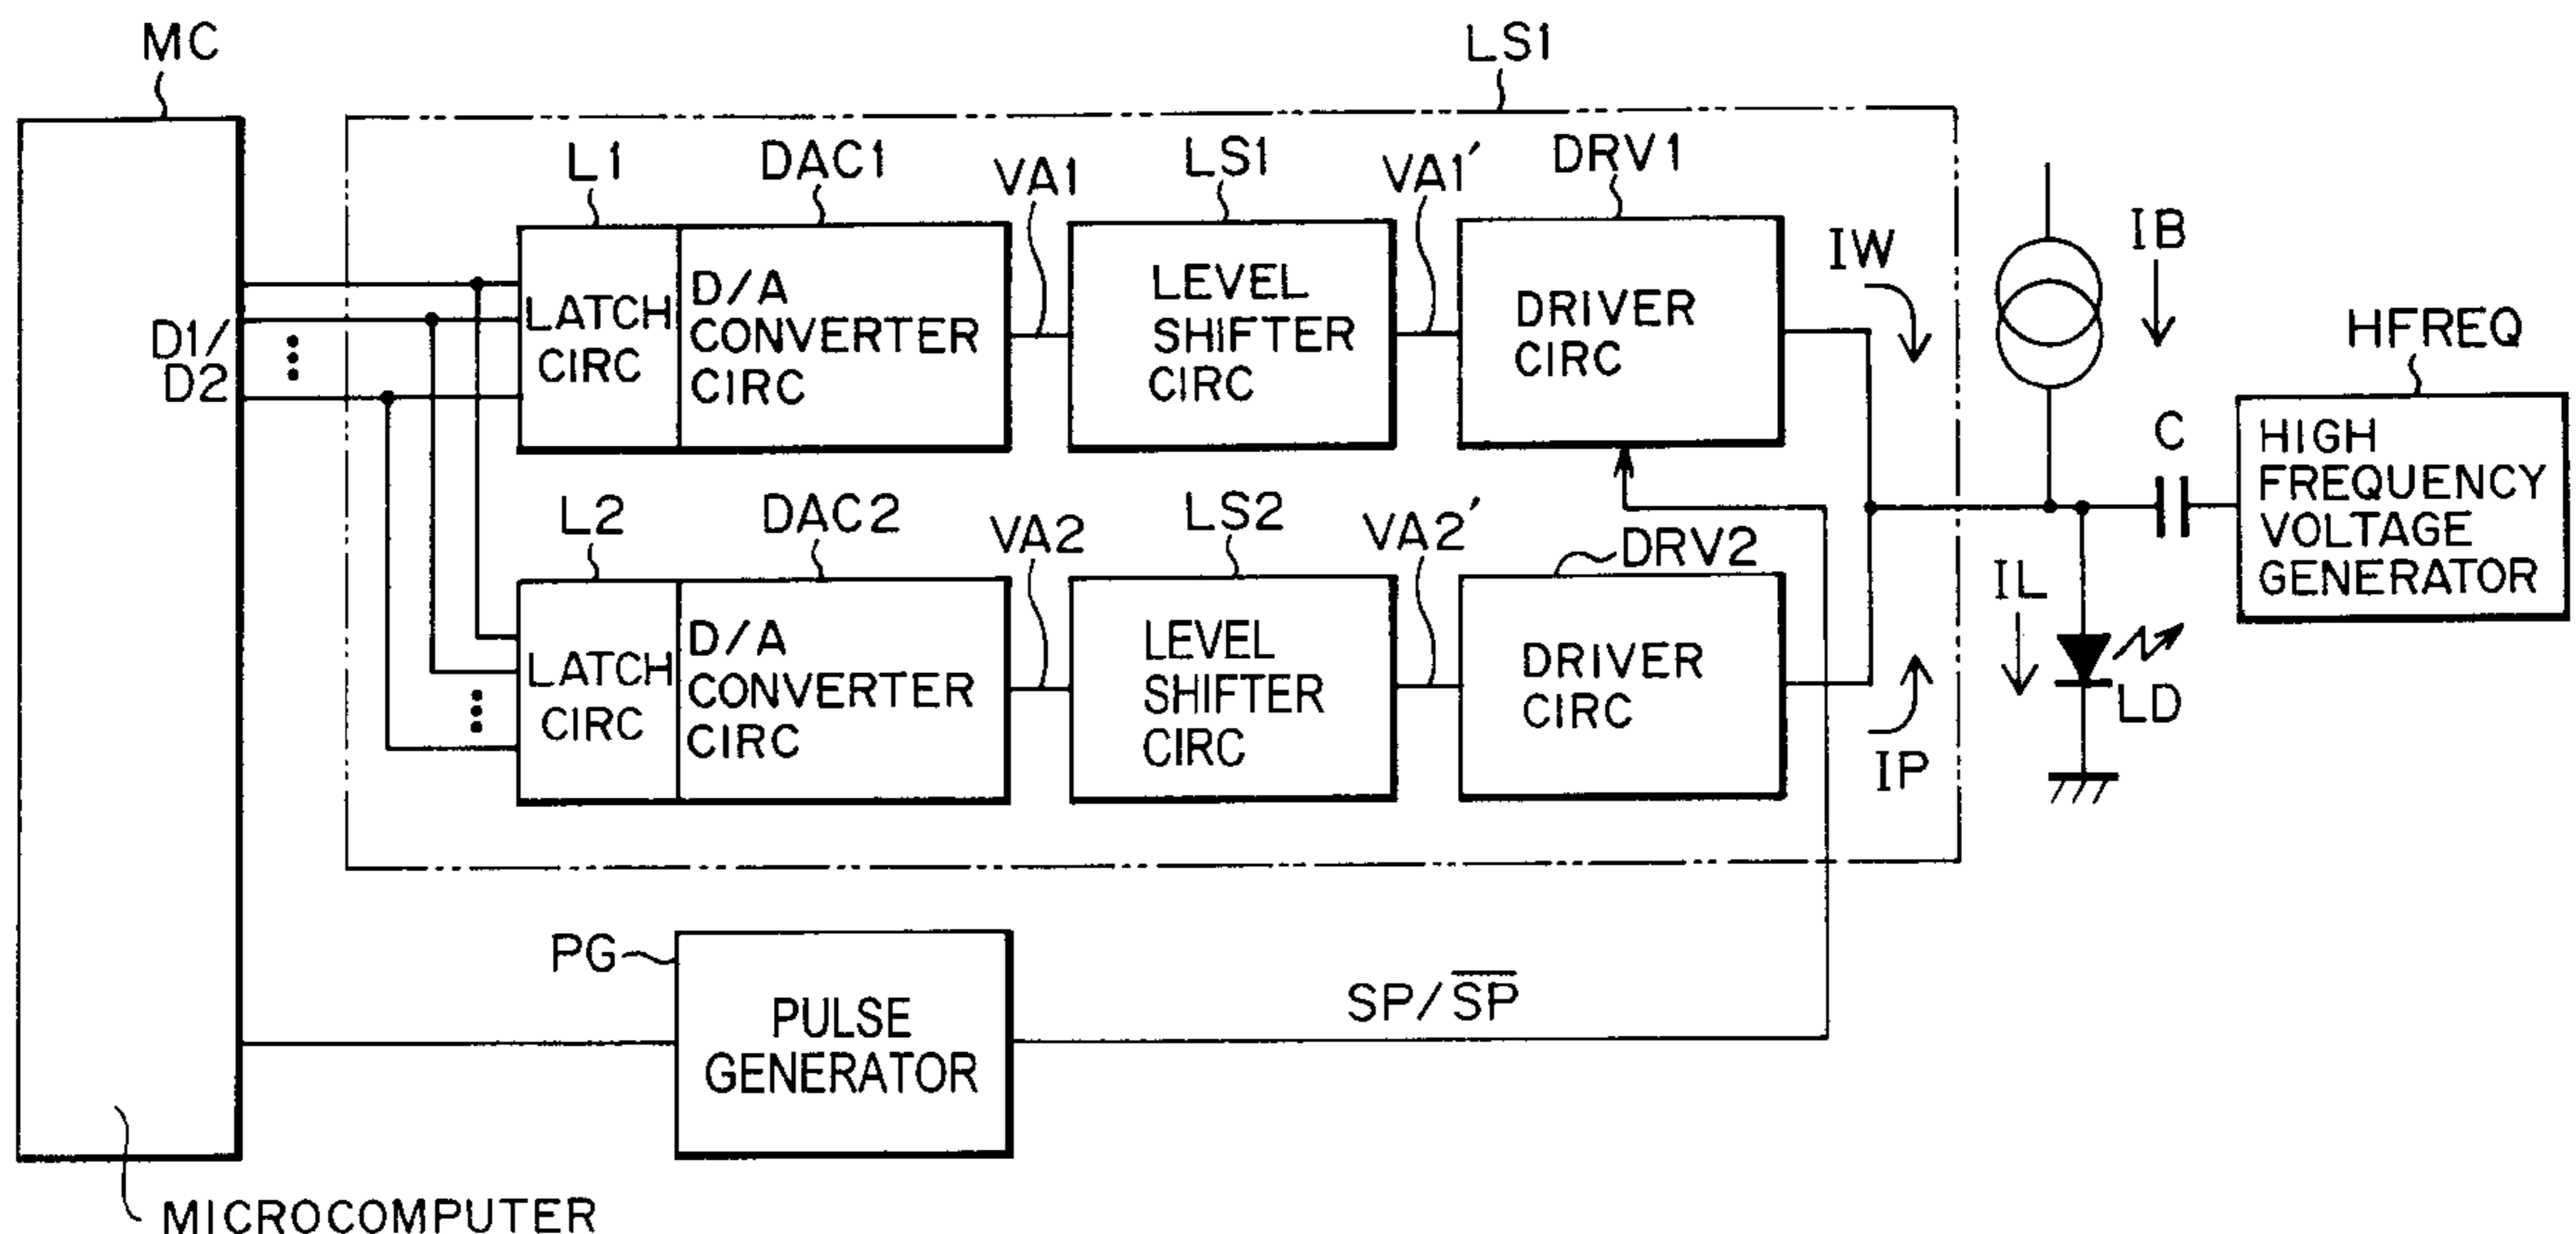 MC
LS1
L1
DAC1
VA1
LS1
VA1′
DRV1
IW
IB
HFREQ
D1/
D2
LATCH
CIRC
D/A
CONVERTER
CIRC
LEVEL
SHIFTER
CIRC
DRIVER
CIRC
C
HIGH
FREQUENCY
VOLTAGE
GENERATOR
L2
DAC2
VA2
LS2
VA2′
DRV2
IL
LATCH
CIRC
D/A
CONVERTER
CIRC
LEVEL
SHIFTER
CIRC
DRIVER
CIRC
LD
IP
PG
PULSE
GENERATOR
SP/S̅P̅
MICROCOMPUTER